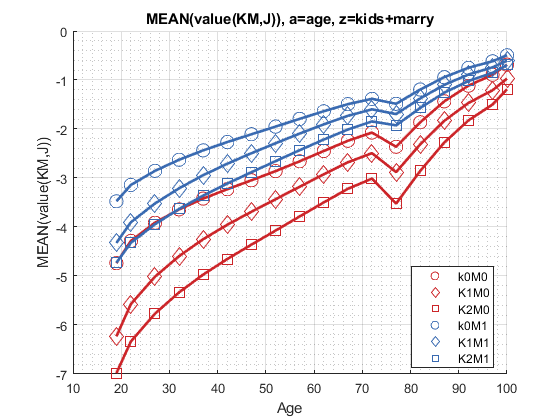 MEAN(value(KM,J)), a=age, z=kids+marry
0
-1
-2
-3
-4
-5
-6
-7
MEAN(value(KM,J))
k0M0
K1M0
K2M0
k0M1
K1M1
K2M1
10 20 30 40 50 60 70 80 90 100
Age